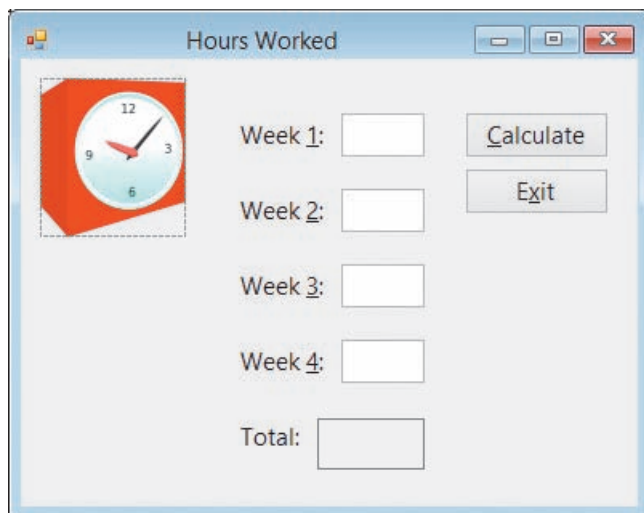 Hours Worked
12
9
3
6
Week 1:
Calculate
Week 2:
Exit
Week 3:
Week 4:
Total: